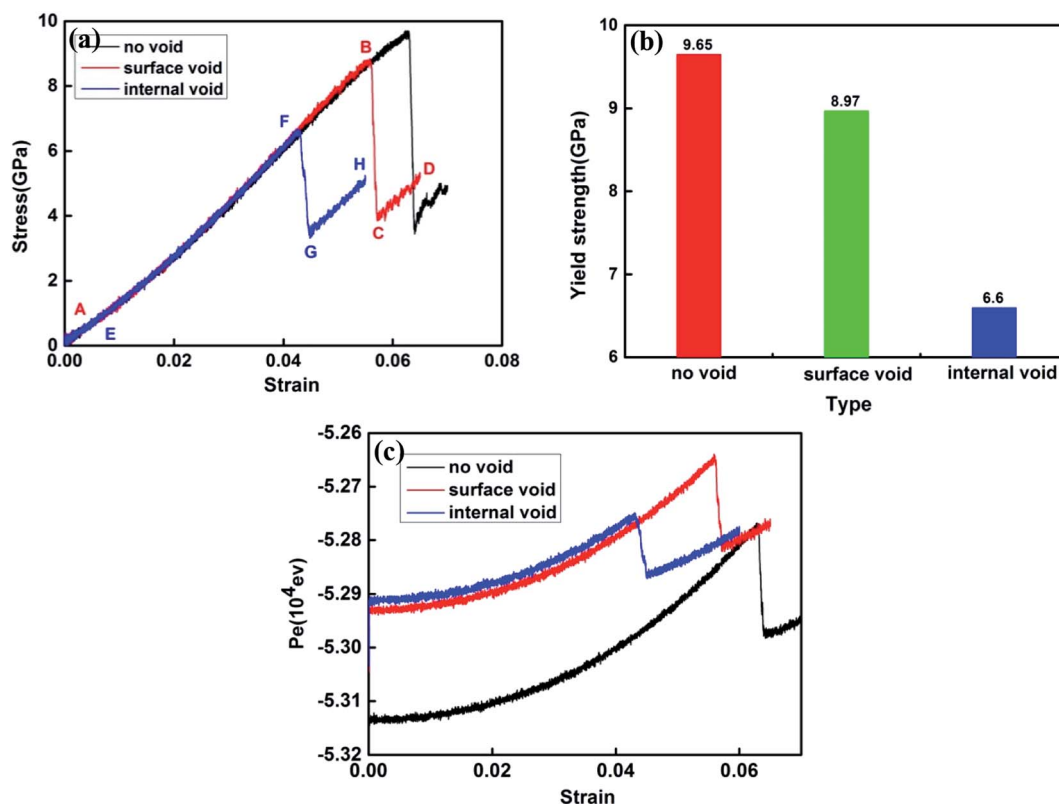 (a)
no void
surface void
internal void
Stress(GPa)
10
8
6
4
2
0
A
E
F
B
H
D
G
C
0.00 0.02 0.04 0.06 0.08
Strain
(b)
Yield strength(GPa)
10
9
8
7
6
9.65
8.97
6.6
no void surface void internal void
Type
(c)
no void
surface void
internal void
Pe(10⁴ev)
-5.26
-5.27
-5.28
-5.29
-5.30
-5.31
-5.32
0.00 0.02 0.04 0.06
Strain